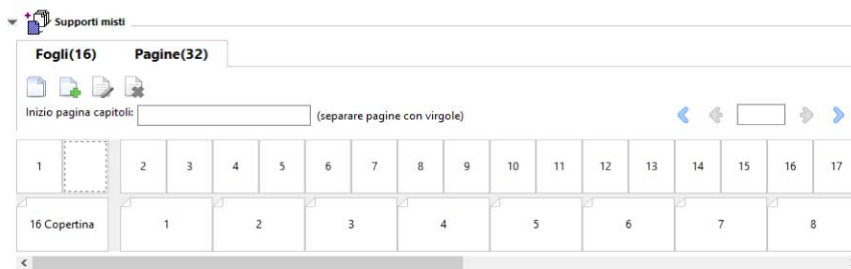 Supporti misti
Fogli(16) Pagine(32)
Inizio pagina capitoli: (separare pagine con virgole)
1 2 3 4 5 6 7 8 9 10 11 12 13 14 15 16 17
16 Copertina 1 2 3 4 5 6 7 8